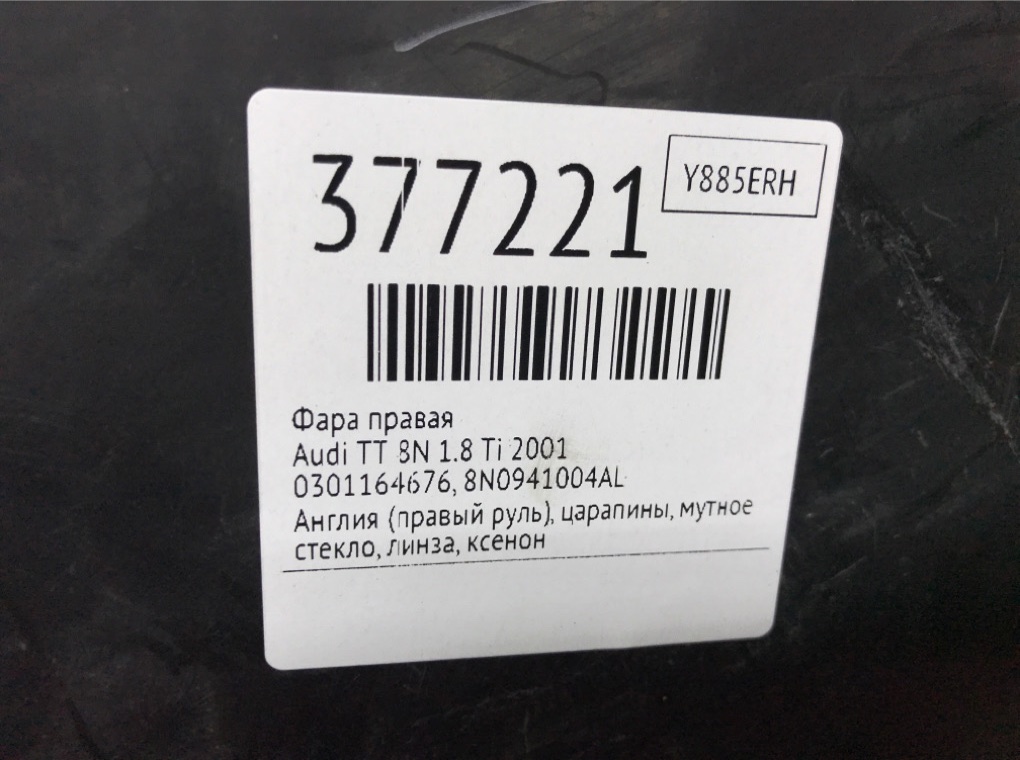 377221
Y885ERH
Фара правая
Audi TT 8N 1.8 Ti 2001
0301164676, 8N0941004AL
Англия (правый руль), царапины, мутное
стекло, линза, ксенон